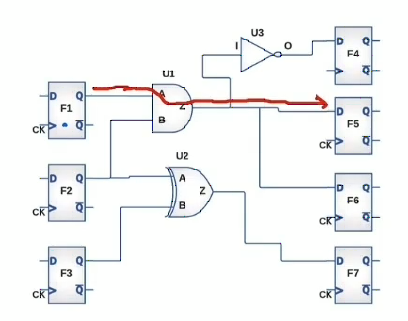 U3
I O
D Q
F4
Q
U1
D Q
F1
CK Q
A
Z
B
D Q
F5
CK Q
U2
D Q
F2
CK Q
A
Z
B
D Q
F6
CK Q
D Q
F3
CK Q
D Q
F7
CK Q